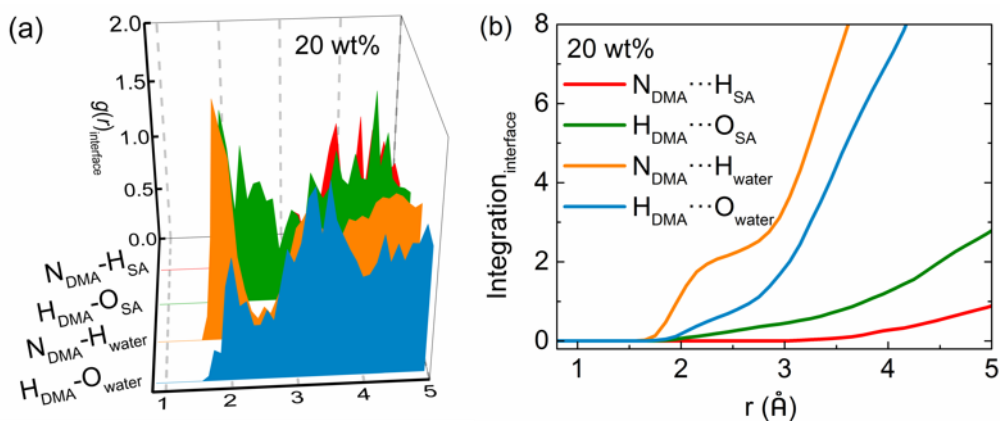 (a)
20 wt%
2.0
1.5
1.0
0.5
0.0
g(r)interface
NDMA-HSA
HDMA-OSA
NDMA-Hwater
HDMA-Owater
1 2 3 4 5
(b)
20 wt%
NDMA···HSA
HDMA···OSA
NDMA···Hwater
HDMA···Owater
Integrationinterface
8
6
4
2
0
1 2 3 4 5
r (Å)